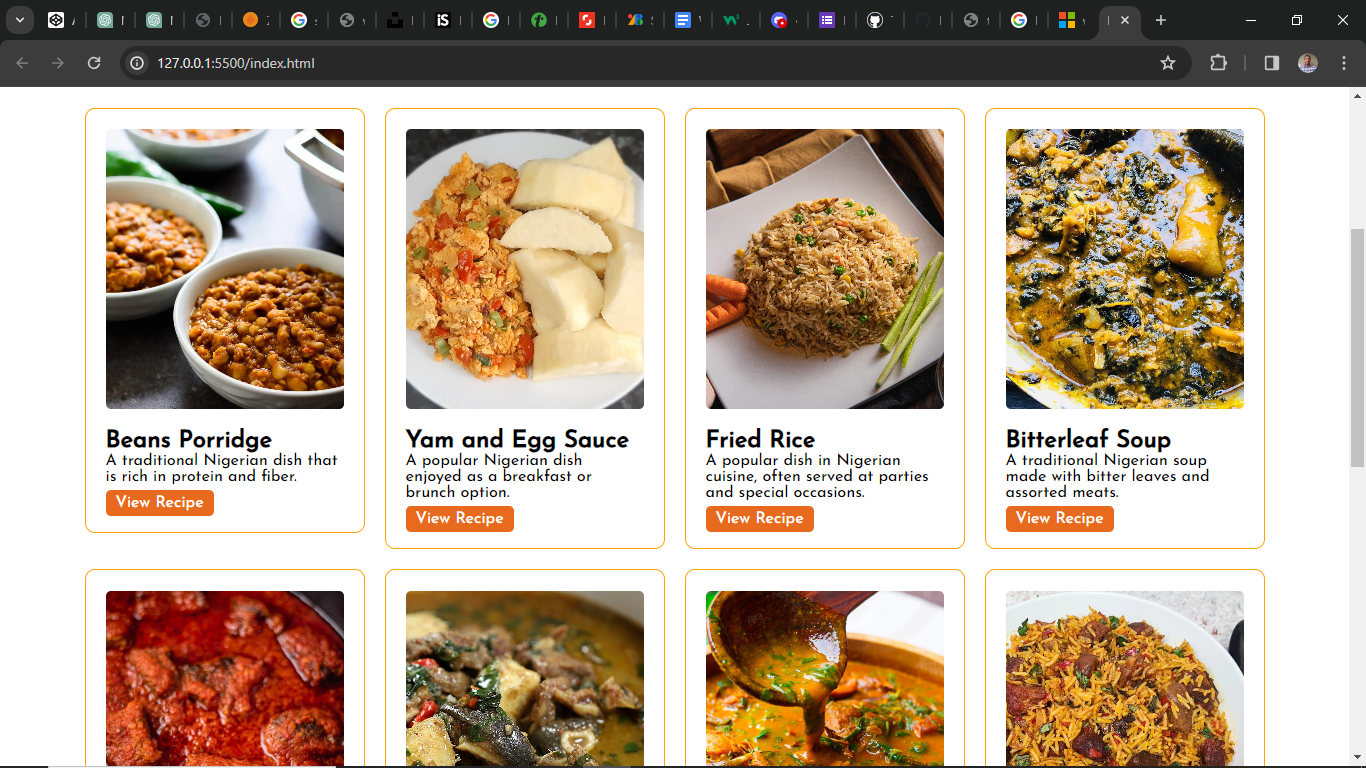 127.0.0.1:5500/index.html
Beans Porridge
A traditional Nigerian dish that
is rich in protein and fiber.
View Recipe
Yam and Egg Sauce
A popular Nigerian dish
enjoyed as a breakfast or
brunch option.
View Recipe
Fried Rice
A popular dish in Nigerian
cuisine, often served at parties
and special occasions.
View Recipe
Bitterleaf Soup
A traditional Nigerian soup
made with bitter leaves and
assorted meats.
View Recipe